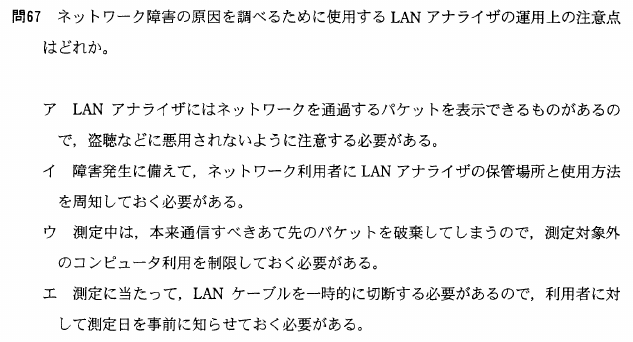 問67 ネットワーク障害の原因を調べるために使用する LAN アナライザの運用上の注意点
はどれか。
ア LAN アナライザにはネットワークを通過するパケットを表示できるものがあるの
で,盗聴などに悪用されないように注意する必要がある。
イ 障害発生に備えて,ネットワーク利用者に LAN アナライザの保管場所と使用方法
を周知しておく必要がある。
ウ 測定中は,本来通信すべきあて先のパケットを破棄してしまうので,測定対象外
のコンピュータ利用を制限しておく必要がある。
エ 測定に当たって,LAN ケーブルを一時的に切断する必要があるので,利用者に対
して測定日を事前に知らせておく必要がある。